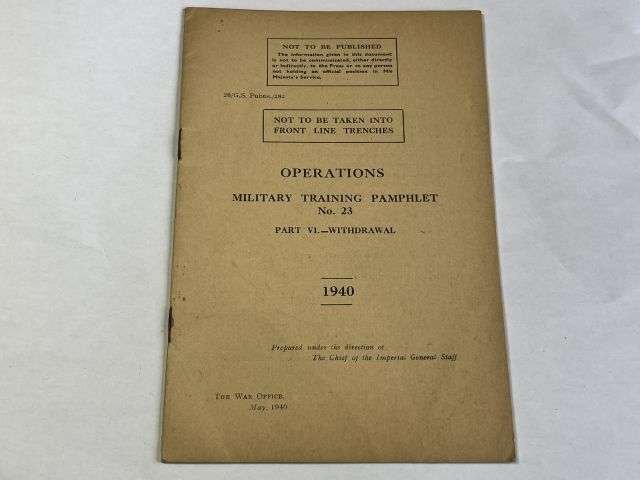 NOT TO BE PUBLISHED
The information given in this document
is not to be communicated, either directly
or indirectly, to the Press or to any person
not holding an official position in His
Majesty's Service.
26/G.S. Pubns./282
NOT TO BE TAKEN INTO
FRONT LINE TRENCHES
OPERATIONS
MILITARY TRAINING PAMPHLET
No. 23
PART VI.—WITHDRAWAL
1940
Prepared under the direction of
The Chief of the Imperial General Staff
THE WAR OFFICE,
May, 1940